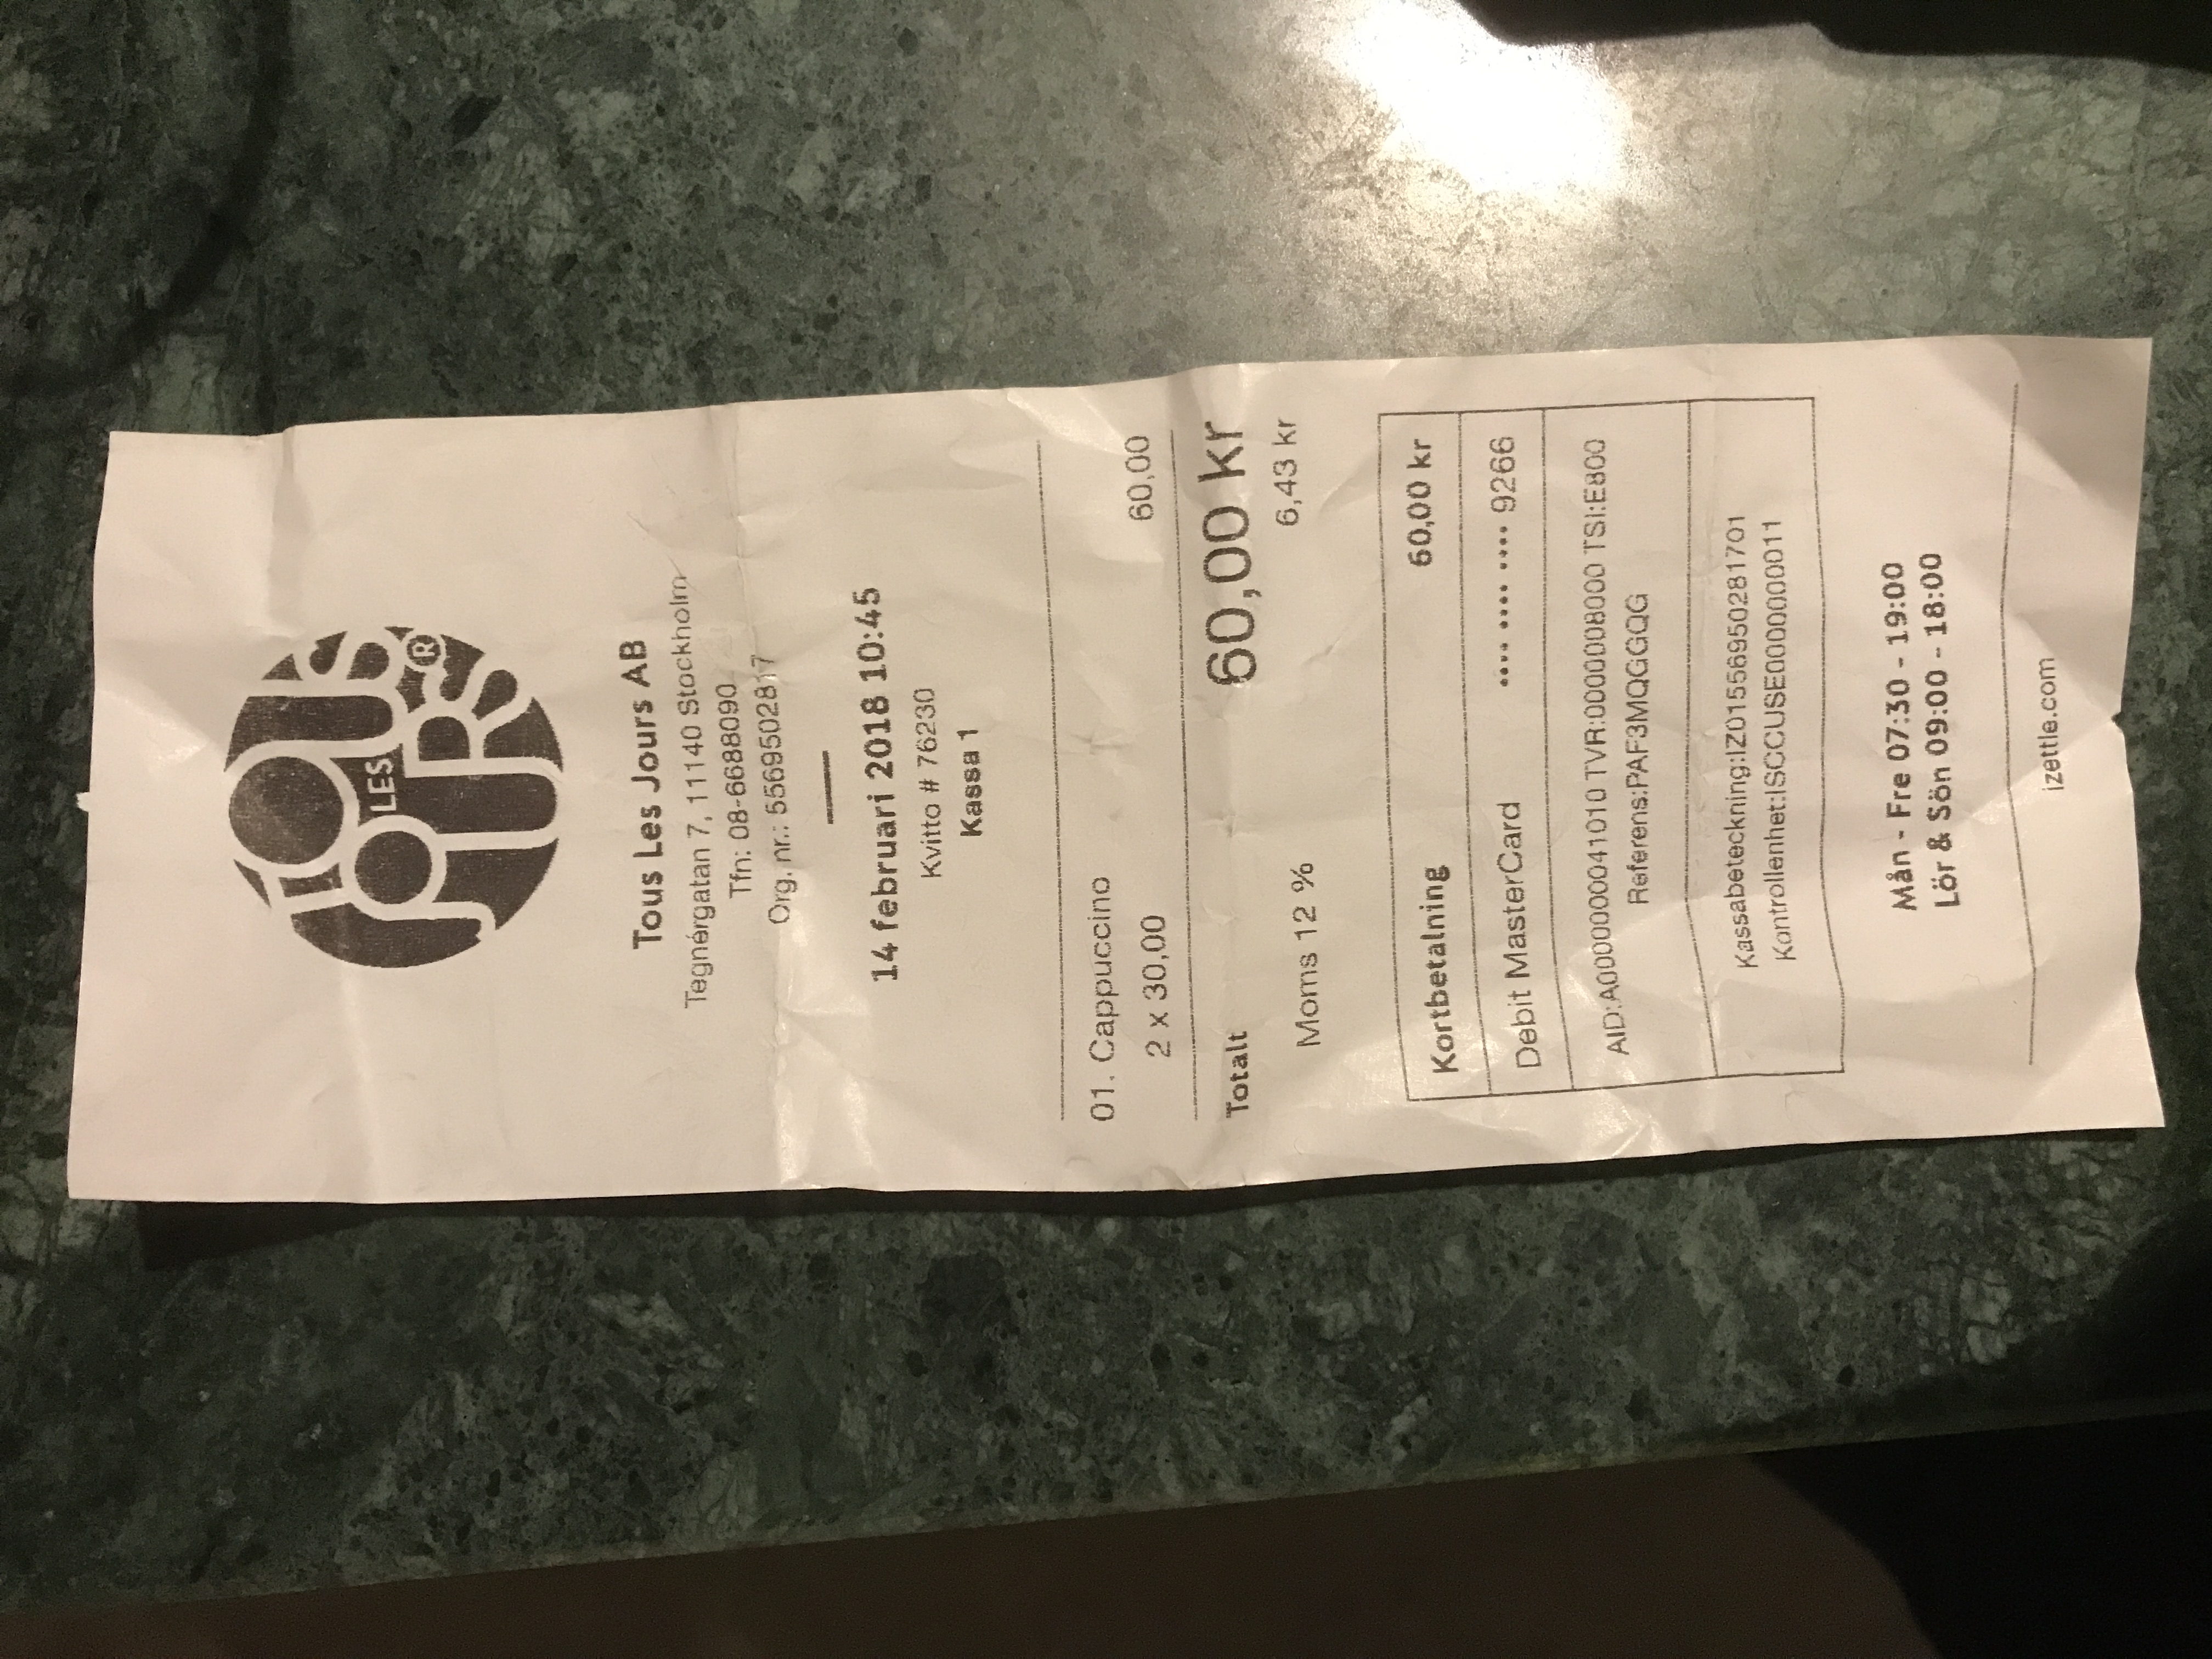 TOUS
LES
JOURS
®
Tous Les Jours AB
Tegnérgatan 7, 11140 Stockholm
Tfn: 08-6688090
Org. nr.: 5569502817
14 februari 2018 10:45
Kvitto # 76230
Kassa 1
01. Cappuccino
2 x 30,00 60,00
Totalt 60,00 kr
Moms 12 % 6,43 kr
Kortbetalning 60,00 kr
Debit MasterCard •••• •••• •••• 9266
AID:A0000000041010 TVR:0000008000 TSI:E800
Referens:PAF3MQGGQG
Kassabeteckning:IZ01556950281701
Kontrollenhet:ISCCUSE0000000011
Mån - Fre 07:30 - 19:00
Lör & Sön 09:00 - 18:00
izettle.com